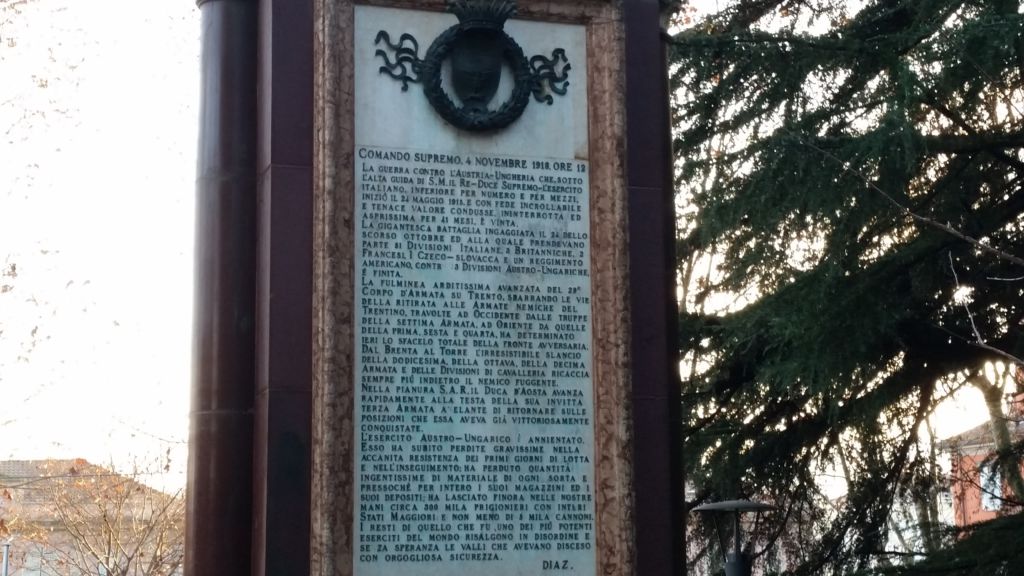 COMANDO SUPREMO. 4 NOVEMBRE 1918. ORE 12
LA GUERRA CONTRO L'AUSTRIA-UNGHERIA CHE, SOTTO
L'ALTA GUIDA DI S. M. IL RE-DUCE SUPREMO-L'ESERCITO
ITALIANO, INFERIORE PER NUMERO E PER MEZZI,
INIZIÒ IL 24 MAGGIO 1915, E CON FEDE INCROLLABILE
E TENACE VALORE CONDUSSE, ININTERROTTA ED
ASPRISSIMA PER 41 MESI, È VINTA.
LA GIGANTESCA BATTAGLIA INGAGGIATA IL 24 DELLO
SCORSO OTTOBRE ED ALLA QUALE PRENDEVANO
PARTE 51 DIVISIONI ITALIANE, 3 BRITANNICHE, 2
FRANCESI, I CZECO-SLOVACCA E UN REGGIMENTO
AMERICANO, CONTR 3 DIVISIONI AUSTRO-UNGARICHE,
È FINITA.
LA FULMINEA ARDITISSIMA AVANZATA DEL 29°
CORPO D'ARMATA SU TRENTO, SBARRANDO LE VIE
DELLA RITIRATA ALLE ARMATE NEMICHE DEL
TRENTINO, TRAVOLTE AD OCCIDENTE DALLE TRUPPE
DELLA SETTIMA ARMATA, AD ORIENTE DA QUELLE
DELLA PRIMA, SESTA E QUARTA, HA DETERMINATO
IERI LO SFACELO TOTALE DELLA FRONTE AVVERSARIA.
DAL BRENTA AL TORRE L'IRRESISTIBILE SLANCIO
DELLA DODICESIMA, DELLA OTTAVA, DELLA DECIMA
ARMATA E DELLE DIVISIONI DI CAVALLERIA RICACCIA
SEMPRE PIÙ INDIETRO IL NEMICO FUGGENTE.
NELLA PIANURA S. A. R. IL DUCA D'AOSTA AVANZA
RAPIDAMENTE ALLA TESTA DELLA SUA INVITTA
TERZA ARMATA A ELANTE DI RITORNARE SULLE
POSIZIONI CHE ESSA AVEVA GIÀ VITTORIOSAMENTE
CONQUISTATE.
L'ESERCITO AUSTRO-UNGARICO È ANNIENTATO.
ESSO HA SUBITO PERDITE GRAVISSIME NELLA
ACCANITA RESISTENZA DEI PRIMI GIORNI DI LOTTA
E NELL'INSEGUIMENTO: HA PERDUTO QUANTITÀ
INGENTISSIME DI MATERIALE DI OGNI SORTA E
PRESSOCHÈ PER INTERO I SUOI MAGAZZINI ED I
SUOI DEPOSITI; HA LASCIATO FINORA NELLE NOSTRE
MANI CIRCA 300 MILA PRIGIONIERI CON INTERI
STATI MAGGIORI E NON MENO DI 5 MILA CANNONI.
I RESTI DI QUELLO CHE FU UNO DEI PIÙ POTENTI
ESERCITI DEL MONDO RISALGONO IN DISORDINE E
SE ZA SPERANZA LE VALLI CHE AVEVANO DISCESO
CON ORGOGLIOSA SICUREZZA.
DIAZ.